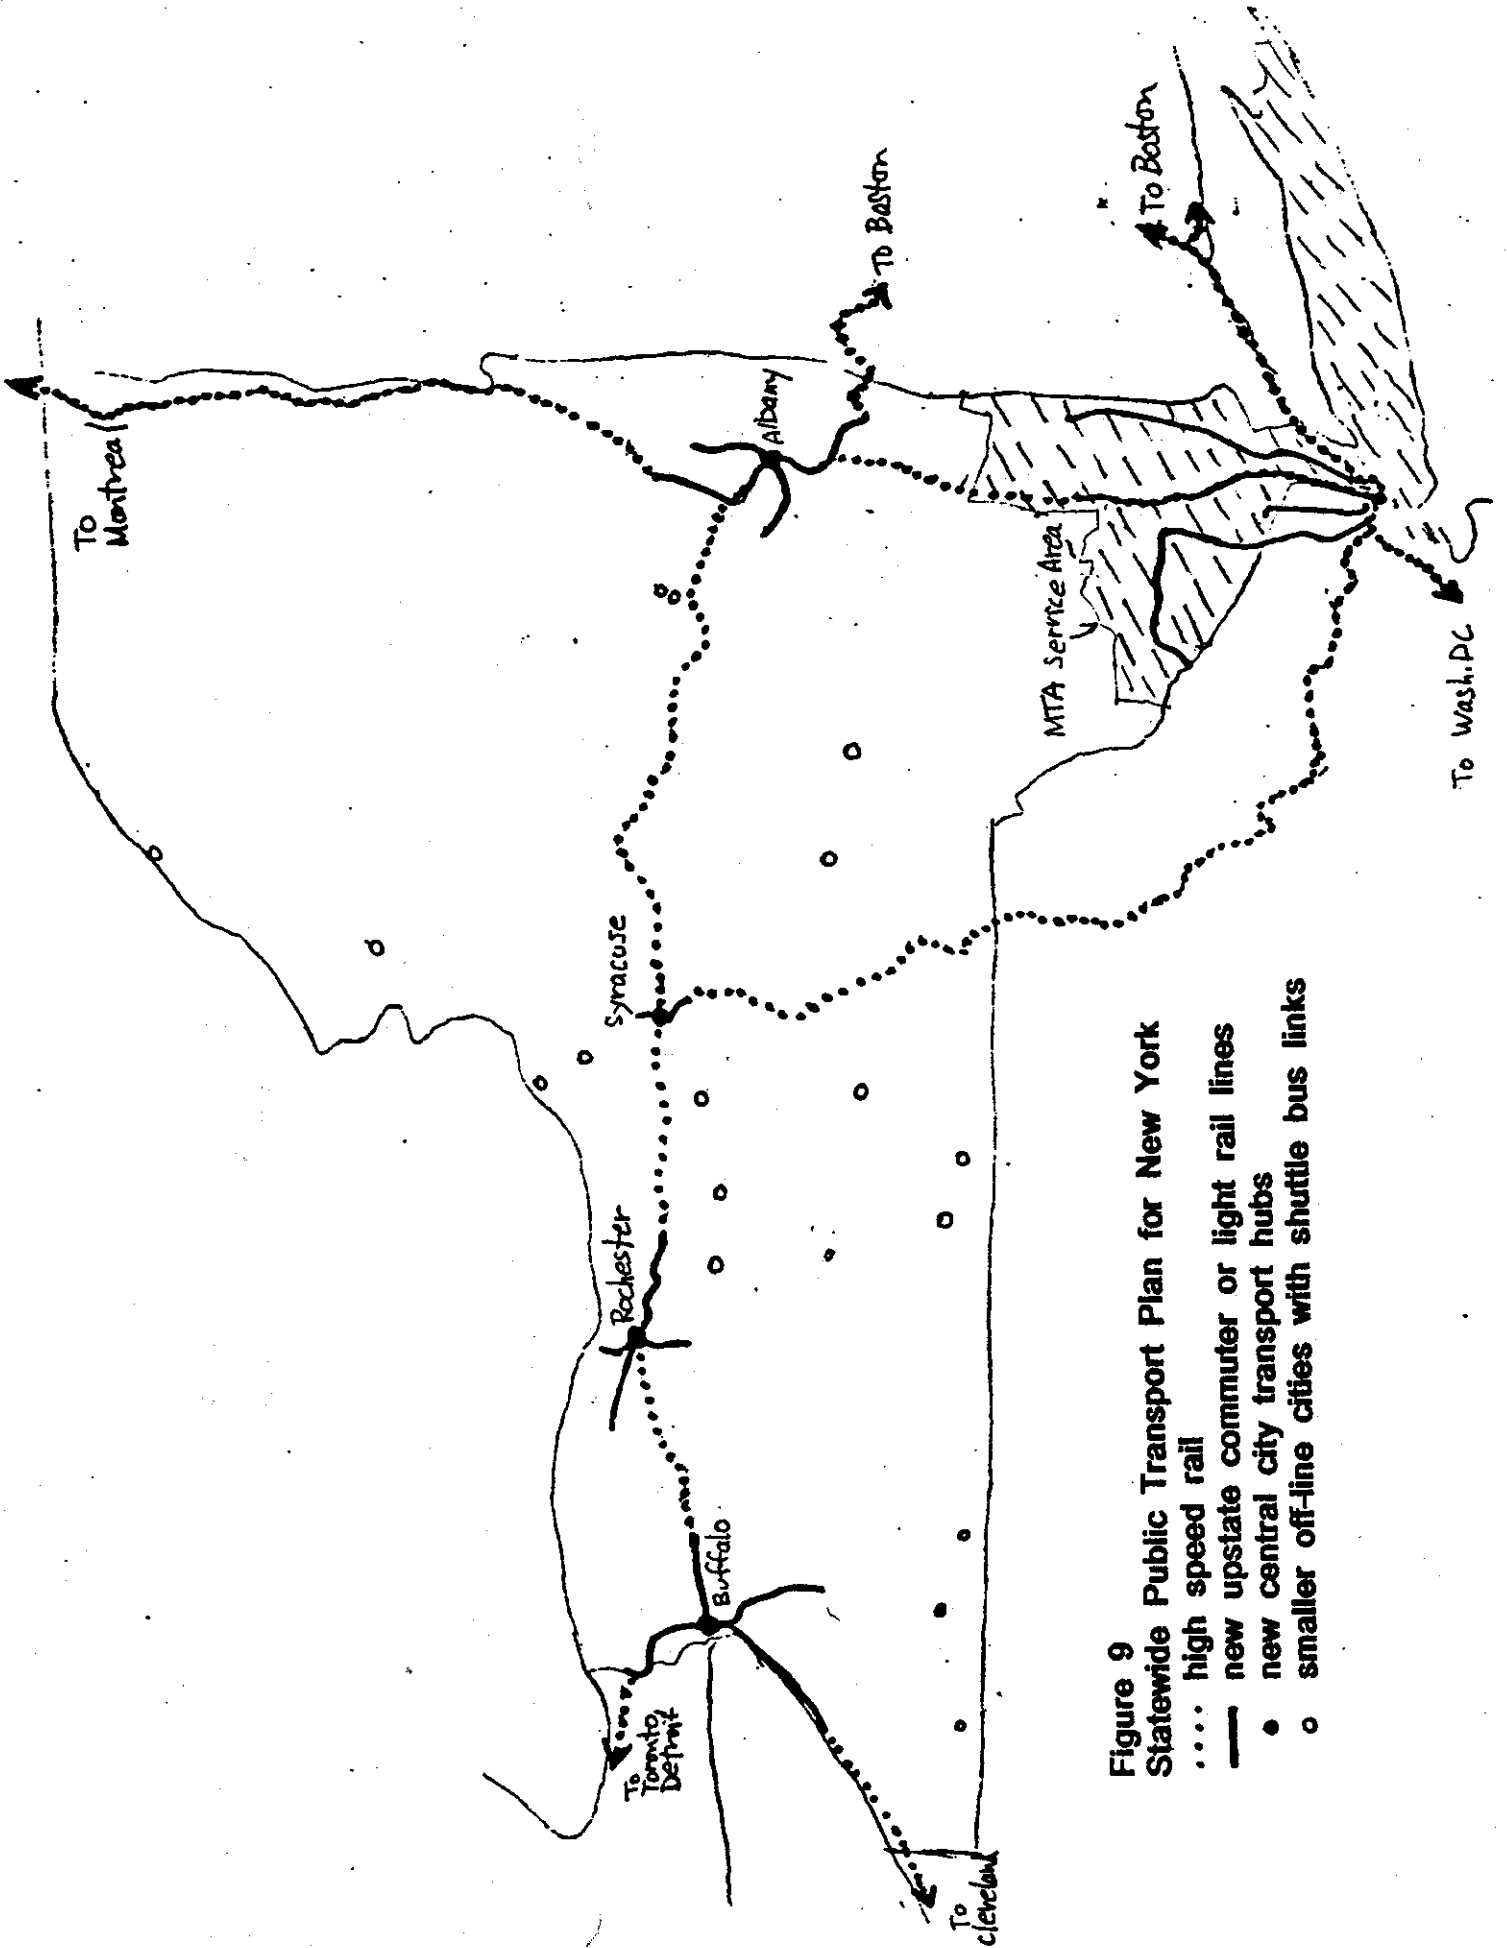 To
Montreal
To Boston
Albany
To Boston
MTA Service Area
To Wash. DC
Syracuse
Rochester
Buffalo
To
Toronto,
Detroit
To
Cleveland
Figure 9
Statewide Public Transport Plan for New York
.... high speed rail
— new upstate commuter or light rail lines
● new central city transport hubs
○ smaller off-line cities with shuttle bus links